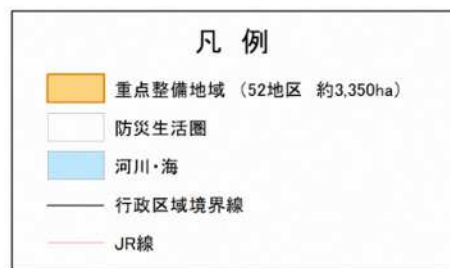 凡 例
重点整備地域 （52地区 約3,350ha）
防災生活圏
河川・海
行政区域境界線
JR線